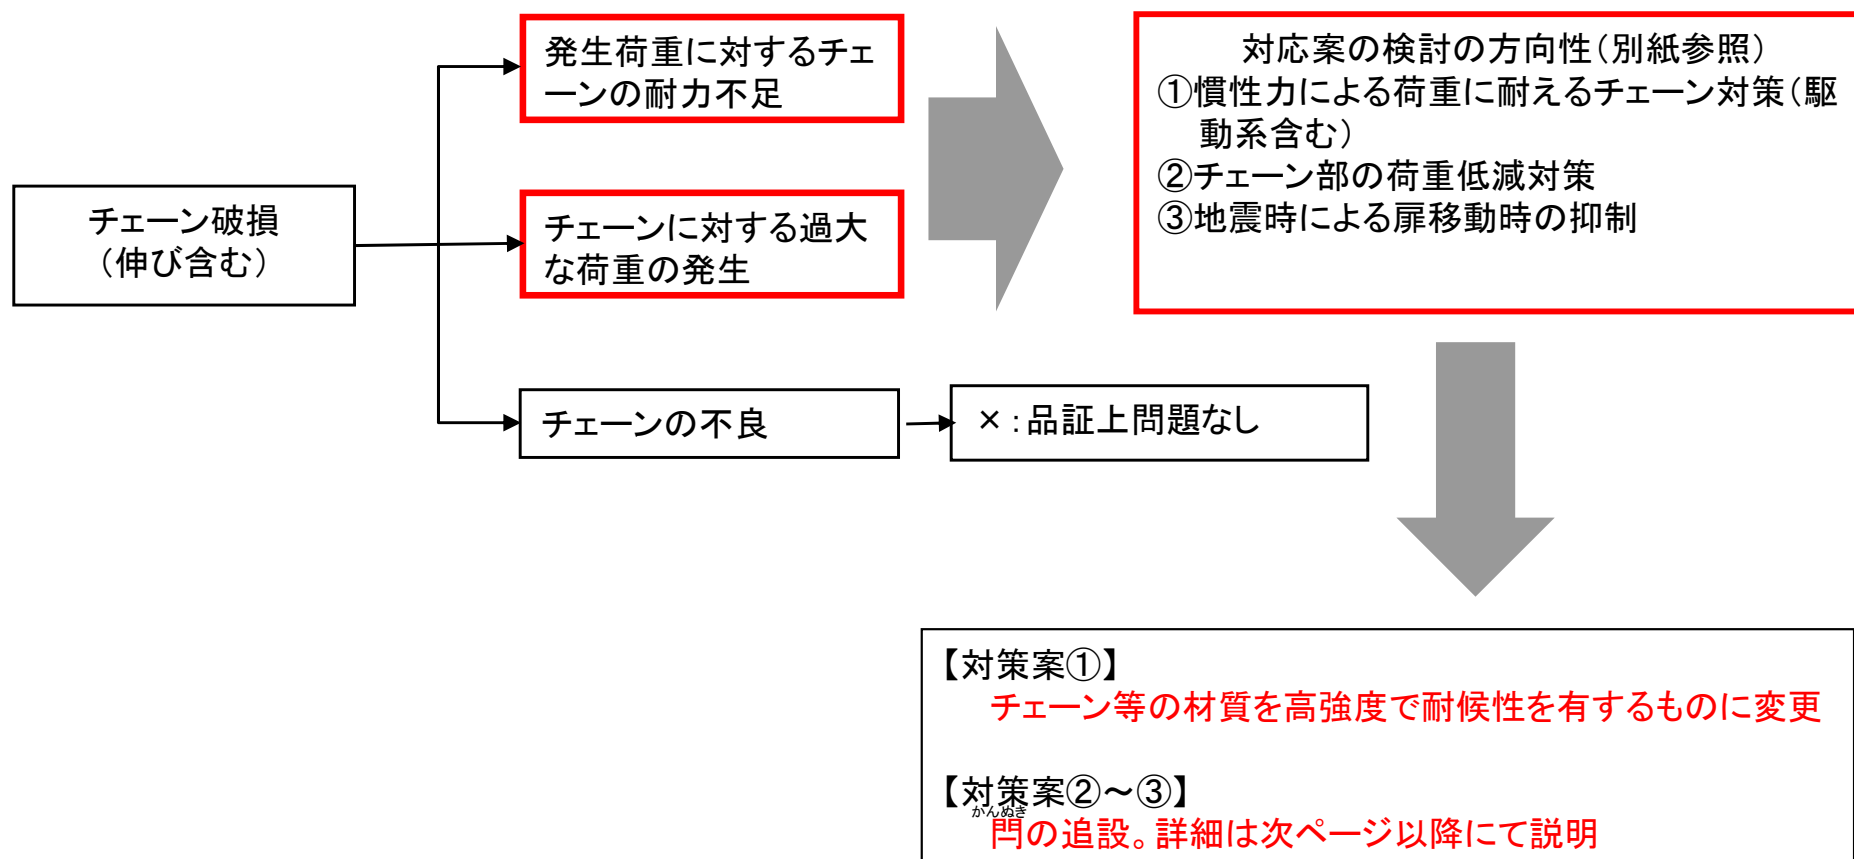 チェーン破損
（伸び含む）
発生荷重に対するチェ
ーンの耐力不足
チェーンに対する過大
な荷重の発生
チェーンの不良
×：品証上問題なし
対応案の検討の方向性（別紙参照）
①慣性力による荷重に耐えるチェーン対策（駆
動系含む）
②チェーン部の荷重低減対策
③地震時による扉移動時の抑制
【対策案①】
チェーン等の材質を高強度で耐候性を有するものに変更
【対策案②～③】
かんぬき
閂の追設。詳細は次ページ以降にて説明